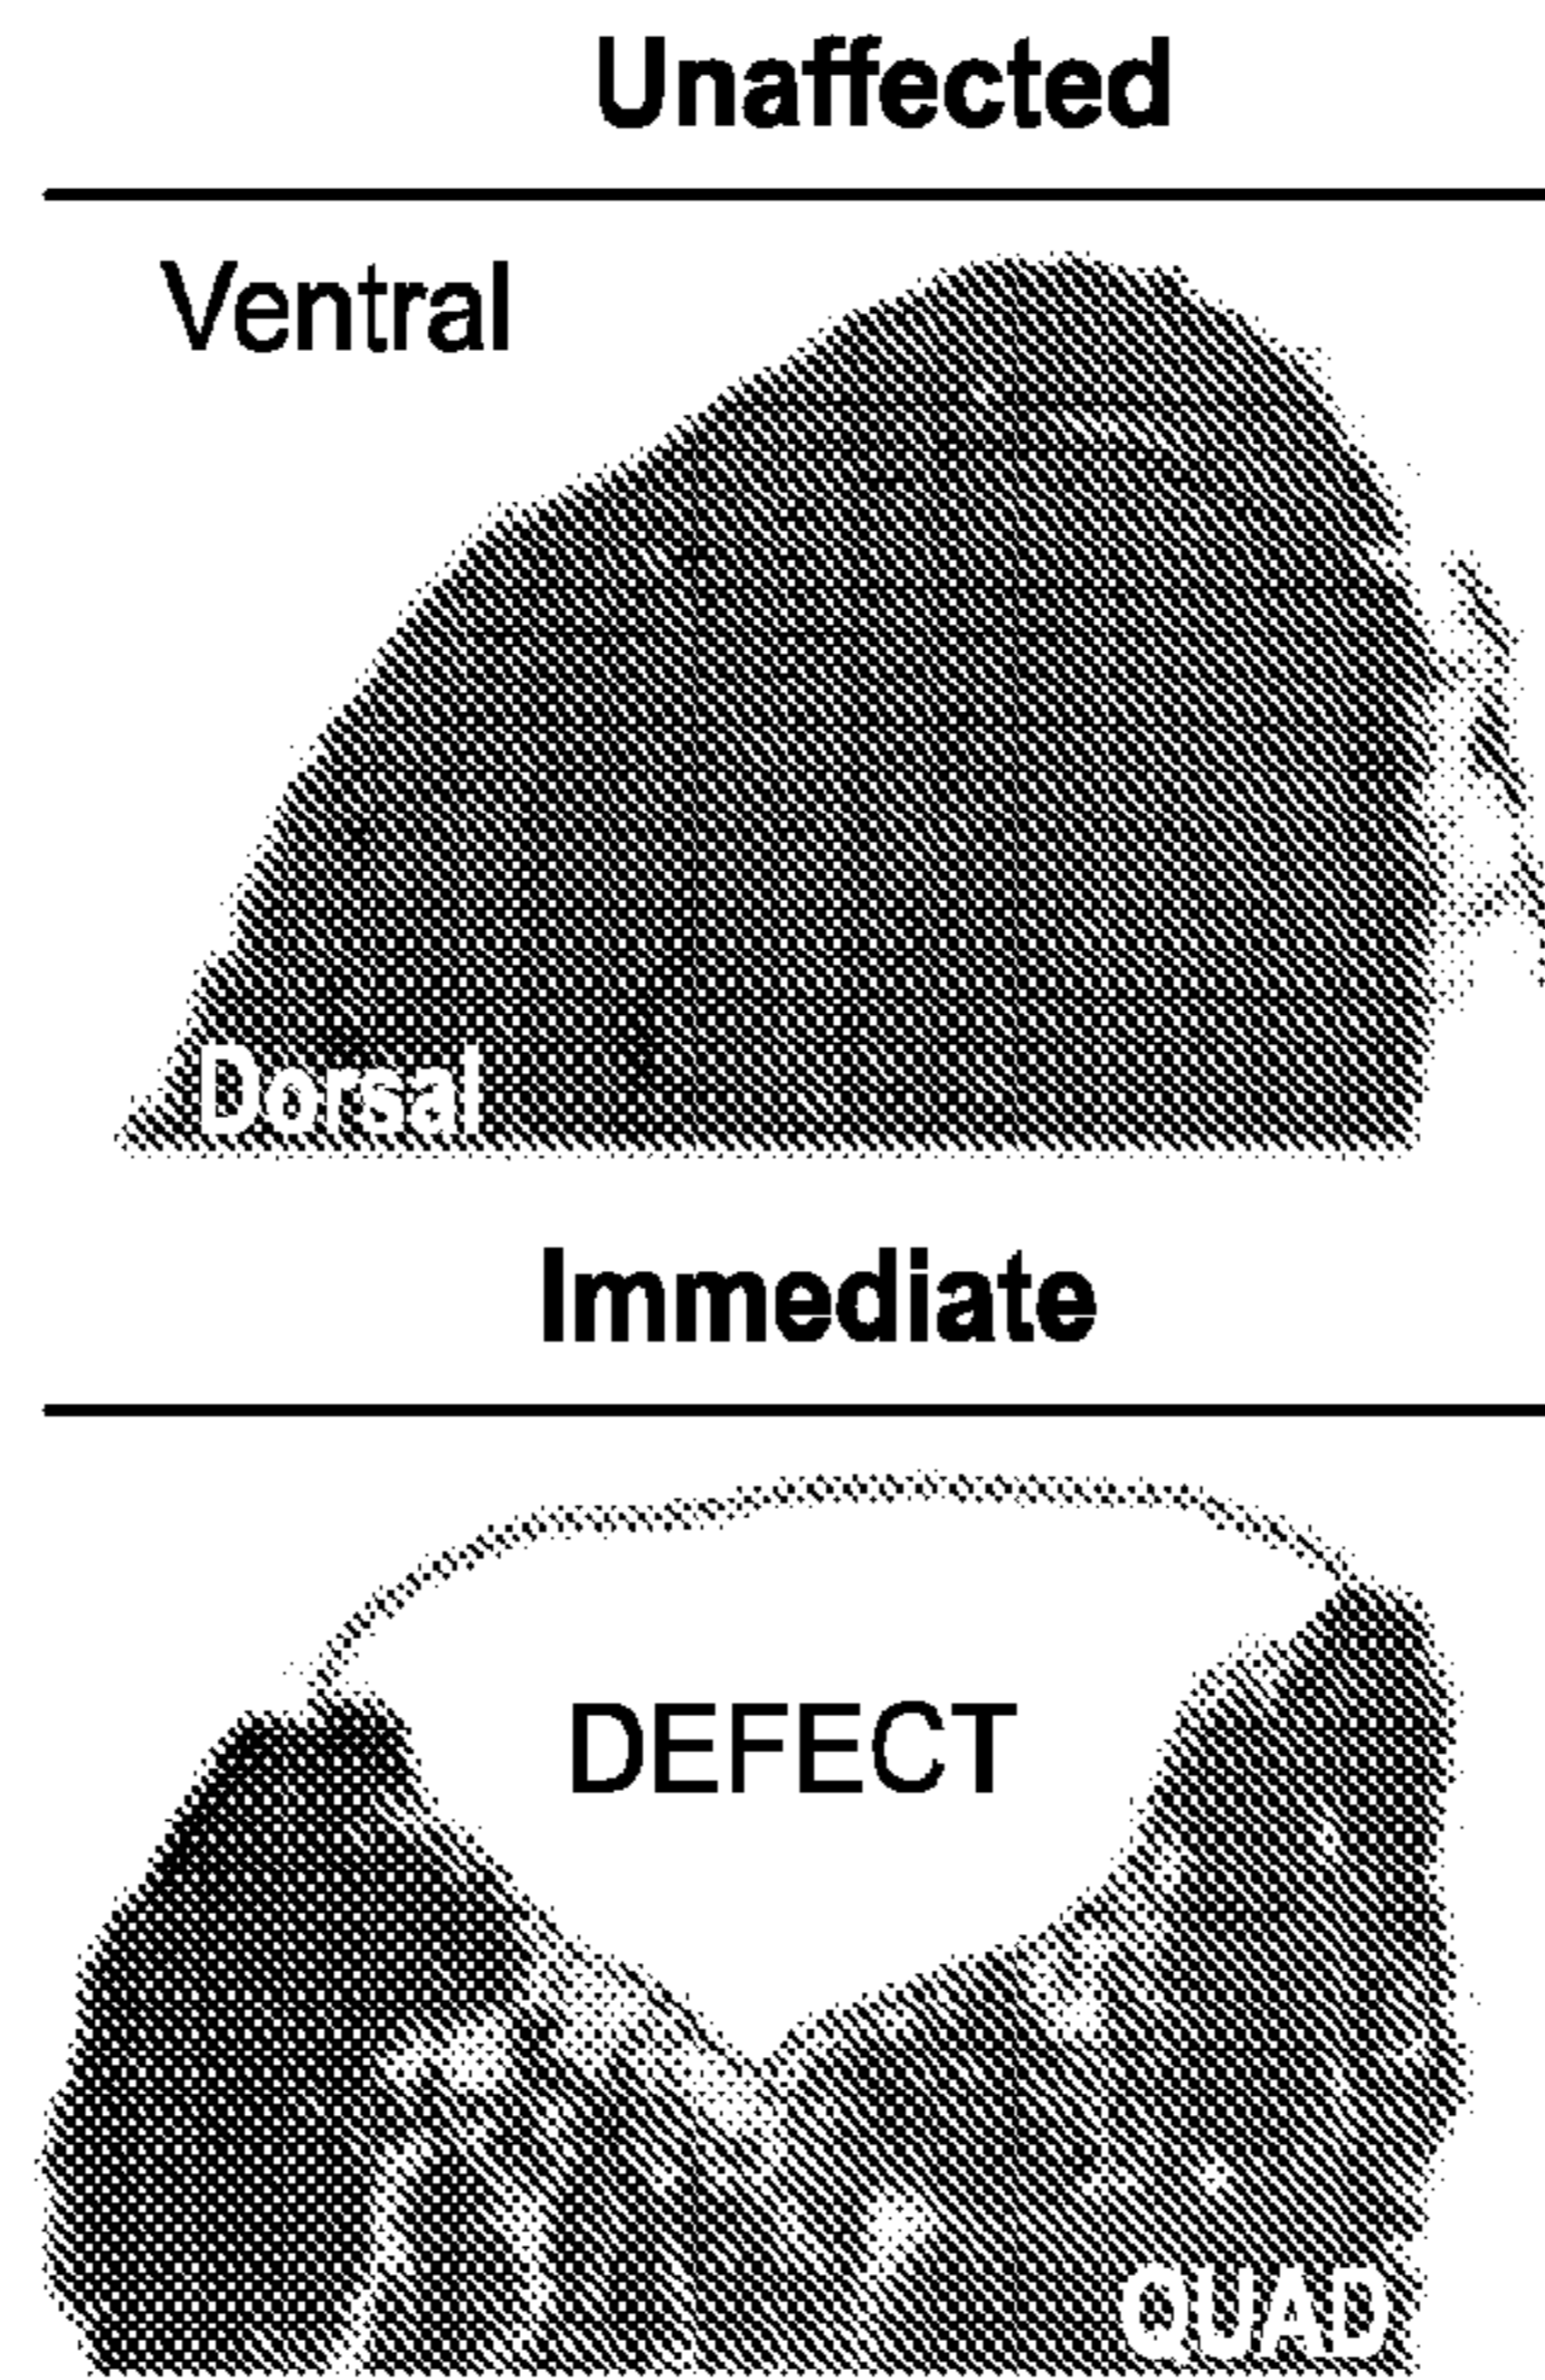 Unaffected
Ventral
Dorsal
Immediate
DEFECT
QUAD